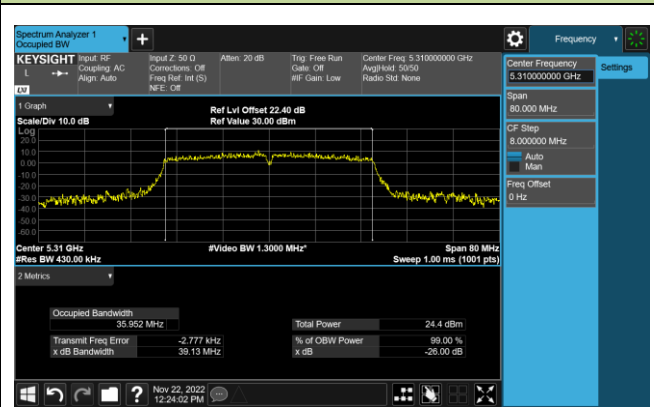 Spectrum Analyzer 1
Occupied BW
Frequency
KEYSIGHT
L
LXI
Input: RF
Coupling: AC
Align: Auto
Input Z: 50 Ω
Corrections: Off
Freq Ref: Int (S)
NFE: Off
Atten: 20 dB
Trig: Free Run
Gate: Off
#IF Gain: Low
Center Freq: 5.310000000 GHz
Avg|Hold: 50/50
Radio Std: None
Center Frequency
5.310000000 GHz
Settings
Span
80.000 MHz
CF Step
8.000000 MHz
Auto
Man
Freq Offset
0 Hz
1 Graph
Scale/Div 10.0 dB
Ref Lvl Offset 22.40 dB
Ref Value 30.00 dBm
Log
20.0
10.0
0.00
-10.0
-20.0
-30.0
-40.0
-50.0
-60.0
Center 5.31 GHz
#Res BW 430.00 kHz
#Video BW 1.3000 MHz*
Span 80 MHz
Sweep 1.00 ms (1001 pts)
2 Metrics
Occupied Bandwidth
35.952 MHz
Total Power 24.4 dBm
Transmit Freq Error -2.777 kHz
% of OBW Power 99.00 %
x dB Bandwidth 39.13 MHz
x dB -26.00 dB
?
Nov 22, 2022
12:24:02 PM